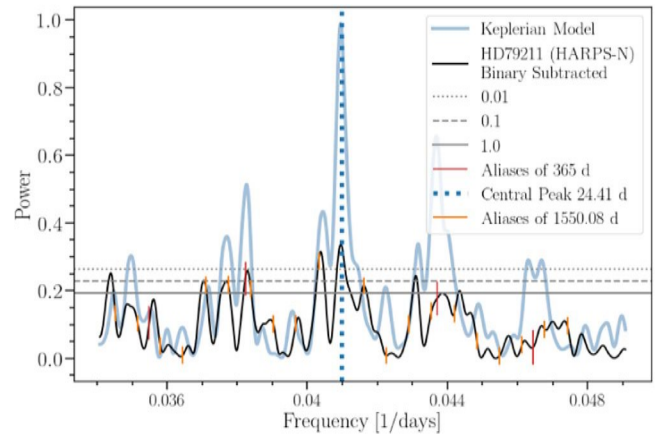 1.0
0.8
0.6
0.4
0.2
0.0
Power
Keplerian Model
HD79211 (HARPS-N)
Binary Subtracted
0.01
0.1
1.0
Aliases of 365 d
Central Peak 24.41 d
Aliases of 1550.08 d
0.036 0.04 0.044 0.048
Frequency [1/days]